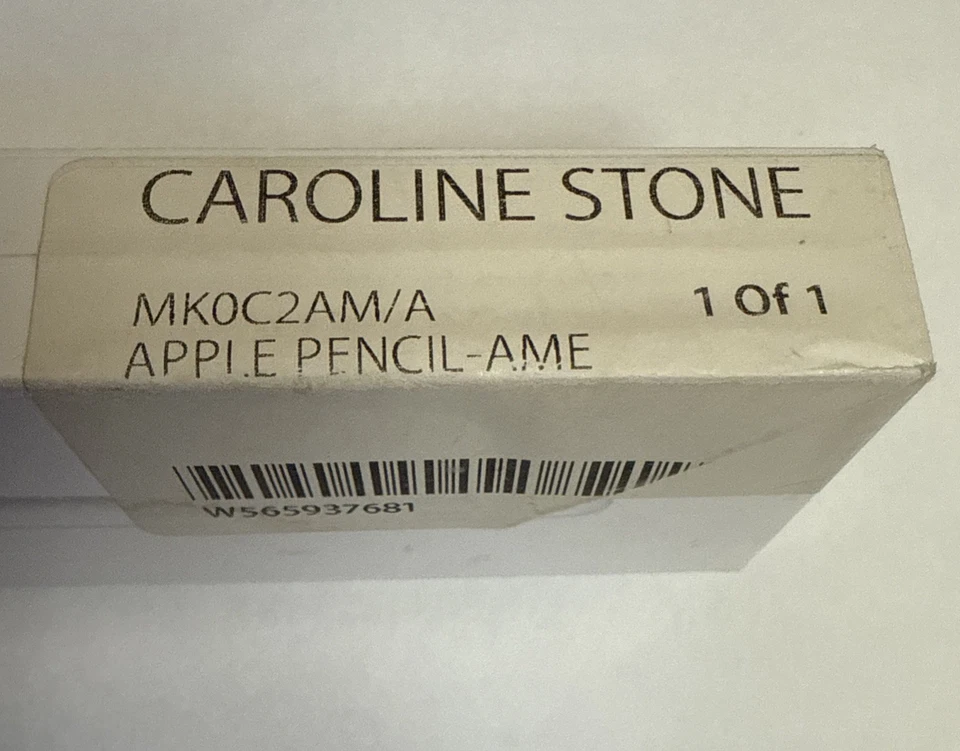 CAROLINE STONE
MK0C2AM/A 1 Of 1
APPLE PENCIL-AME
W565937681